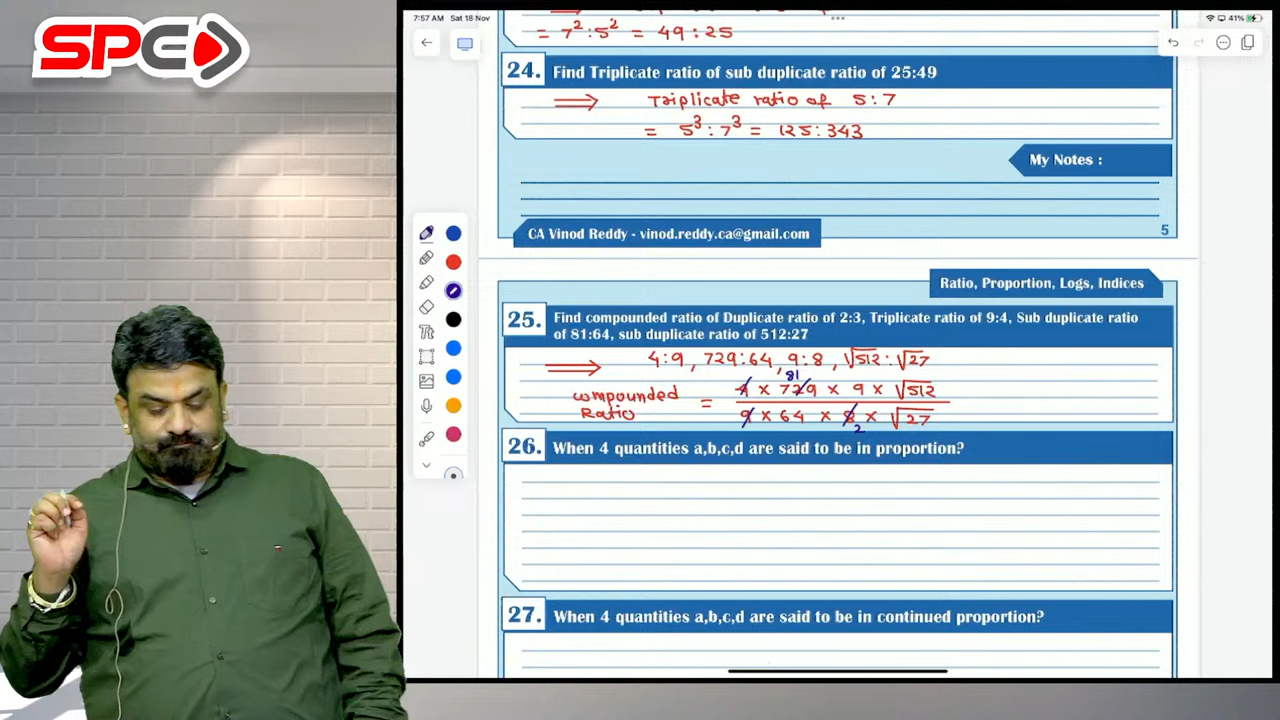 SPED
7:57 AM Sat 18 Nov
41%
= 7² : 5² = 49 : 25
24. Find Triplicate ratio of sub duplicate ratio of 25:49
⟹ Triplicate ratio of 5 : 7
= 5³ : 7³ = 125 : 343
My Notes :
CA Vinod Reddy - vinod.reddy.ca@gmail.com
5
Ratio, Proportion, Logs, Indices
25. Find compounded ratio of Duplicate ratio of 2:3, Triplicate ratio of 9:4, Sub duplicate ratio
of 81:64, sub duplicate ratio of 512:27
⟹ 4:9, 729:64, 9:8, √512 : √27
81
compounded Ratio = 4 × 729 × 9 × √512
9 × 64 × 8 × √27
2
26. When 4 quantities a,b,c,d are said to be in proportion?
27. When 4 quantities a,b,c,d are said to be in continued proportion?